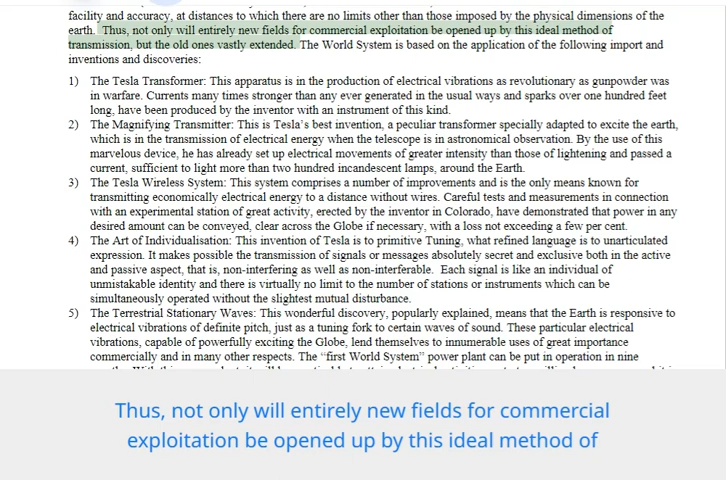 facility and accuracy, at distances to which there are no limits other than those imposed by the physical dimensions of the
earth. Thus, not only will entirely new fields for commercial exploitation be opened up by this ideal method of
transmission, but the old ones vastly extended. The World System is based on the application of the following import and
inventions and discoveries:
1) The Tesla Transformer: This apparatus is in the production of electrical vibrations as revolutionary as gunpowder was
in warfare. Currents many times stronger than any ever generated in the usual ways and sparks over one hundred feet
long, have been produced by the inventor with an instrument of this kind.
2) The Magnifying Transmitter: This is Tesla's best invention, a peculiar transformer specially adapted to excite the earth,
which is in the transmission of electrical energy when the telescope is in astronomical observation. By the use of this
marvelous device, he has already set up electrical movements of greater intensity than those of lightening and passed a
current, sufficient to light more than two hundred incandescent lamps, around the Earth.
3) The Tesla Wireless System: This system comprises a number of improvements and is the only means known for
transmitting economically electrical energy to a distance without wires. Careful tests and measurements in connection
with an experimental station of great activity, erected by the inventor in Colorado, have demonstrated that power in any
desired amount can be conveyed, clear across the Globe if necessary, with a loss not exceeding a few per cent.
4) The Art of Individualisation: This invention of Tesla is to primitive Tuning, what refined language is to unarticulated
expression. It makes possible the transmission of signals or messages absolutely secret and exclusive both in the active
and passive aspect, that is, non-interfering as well as non-interferable. Each signal is like an individual of
unmistakable identity and there is virtually no limit to the number of stations or instruments which can be
simultaneously operated without the slightest mutual disturbance.
5) The Terrestrial Stationary Waves: This wonderful discovery, popularly explained, means that the Earth is responsive to
electrical vibrations of definite pitch, just as a tuning fork to certain waves of sound. These particular electrical
vibrations, capable of powerfully exciting the Globe, lend themselves to innumerable uses of great importance
commercially and in many other respects. The “first World System” power plant can be put in operation in nine
Thus, not only will entirely new fields for commercial
exploitation be opened up by this ideal method of